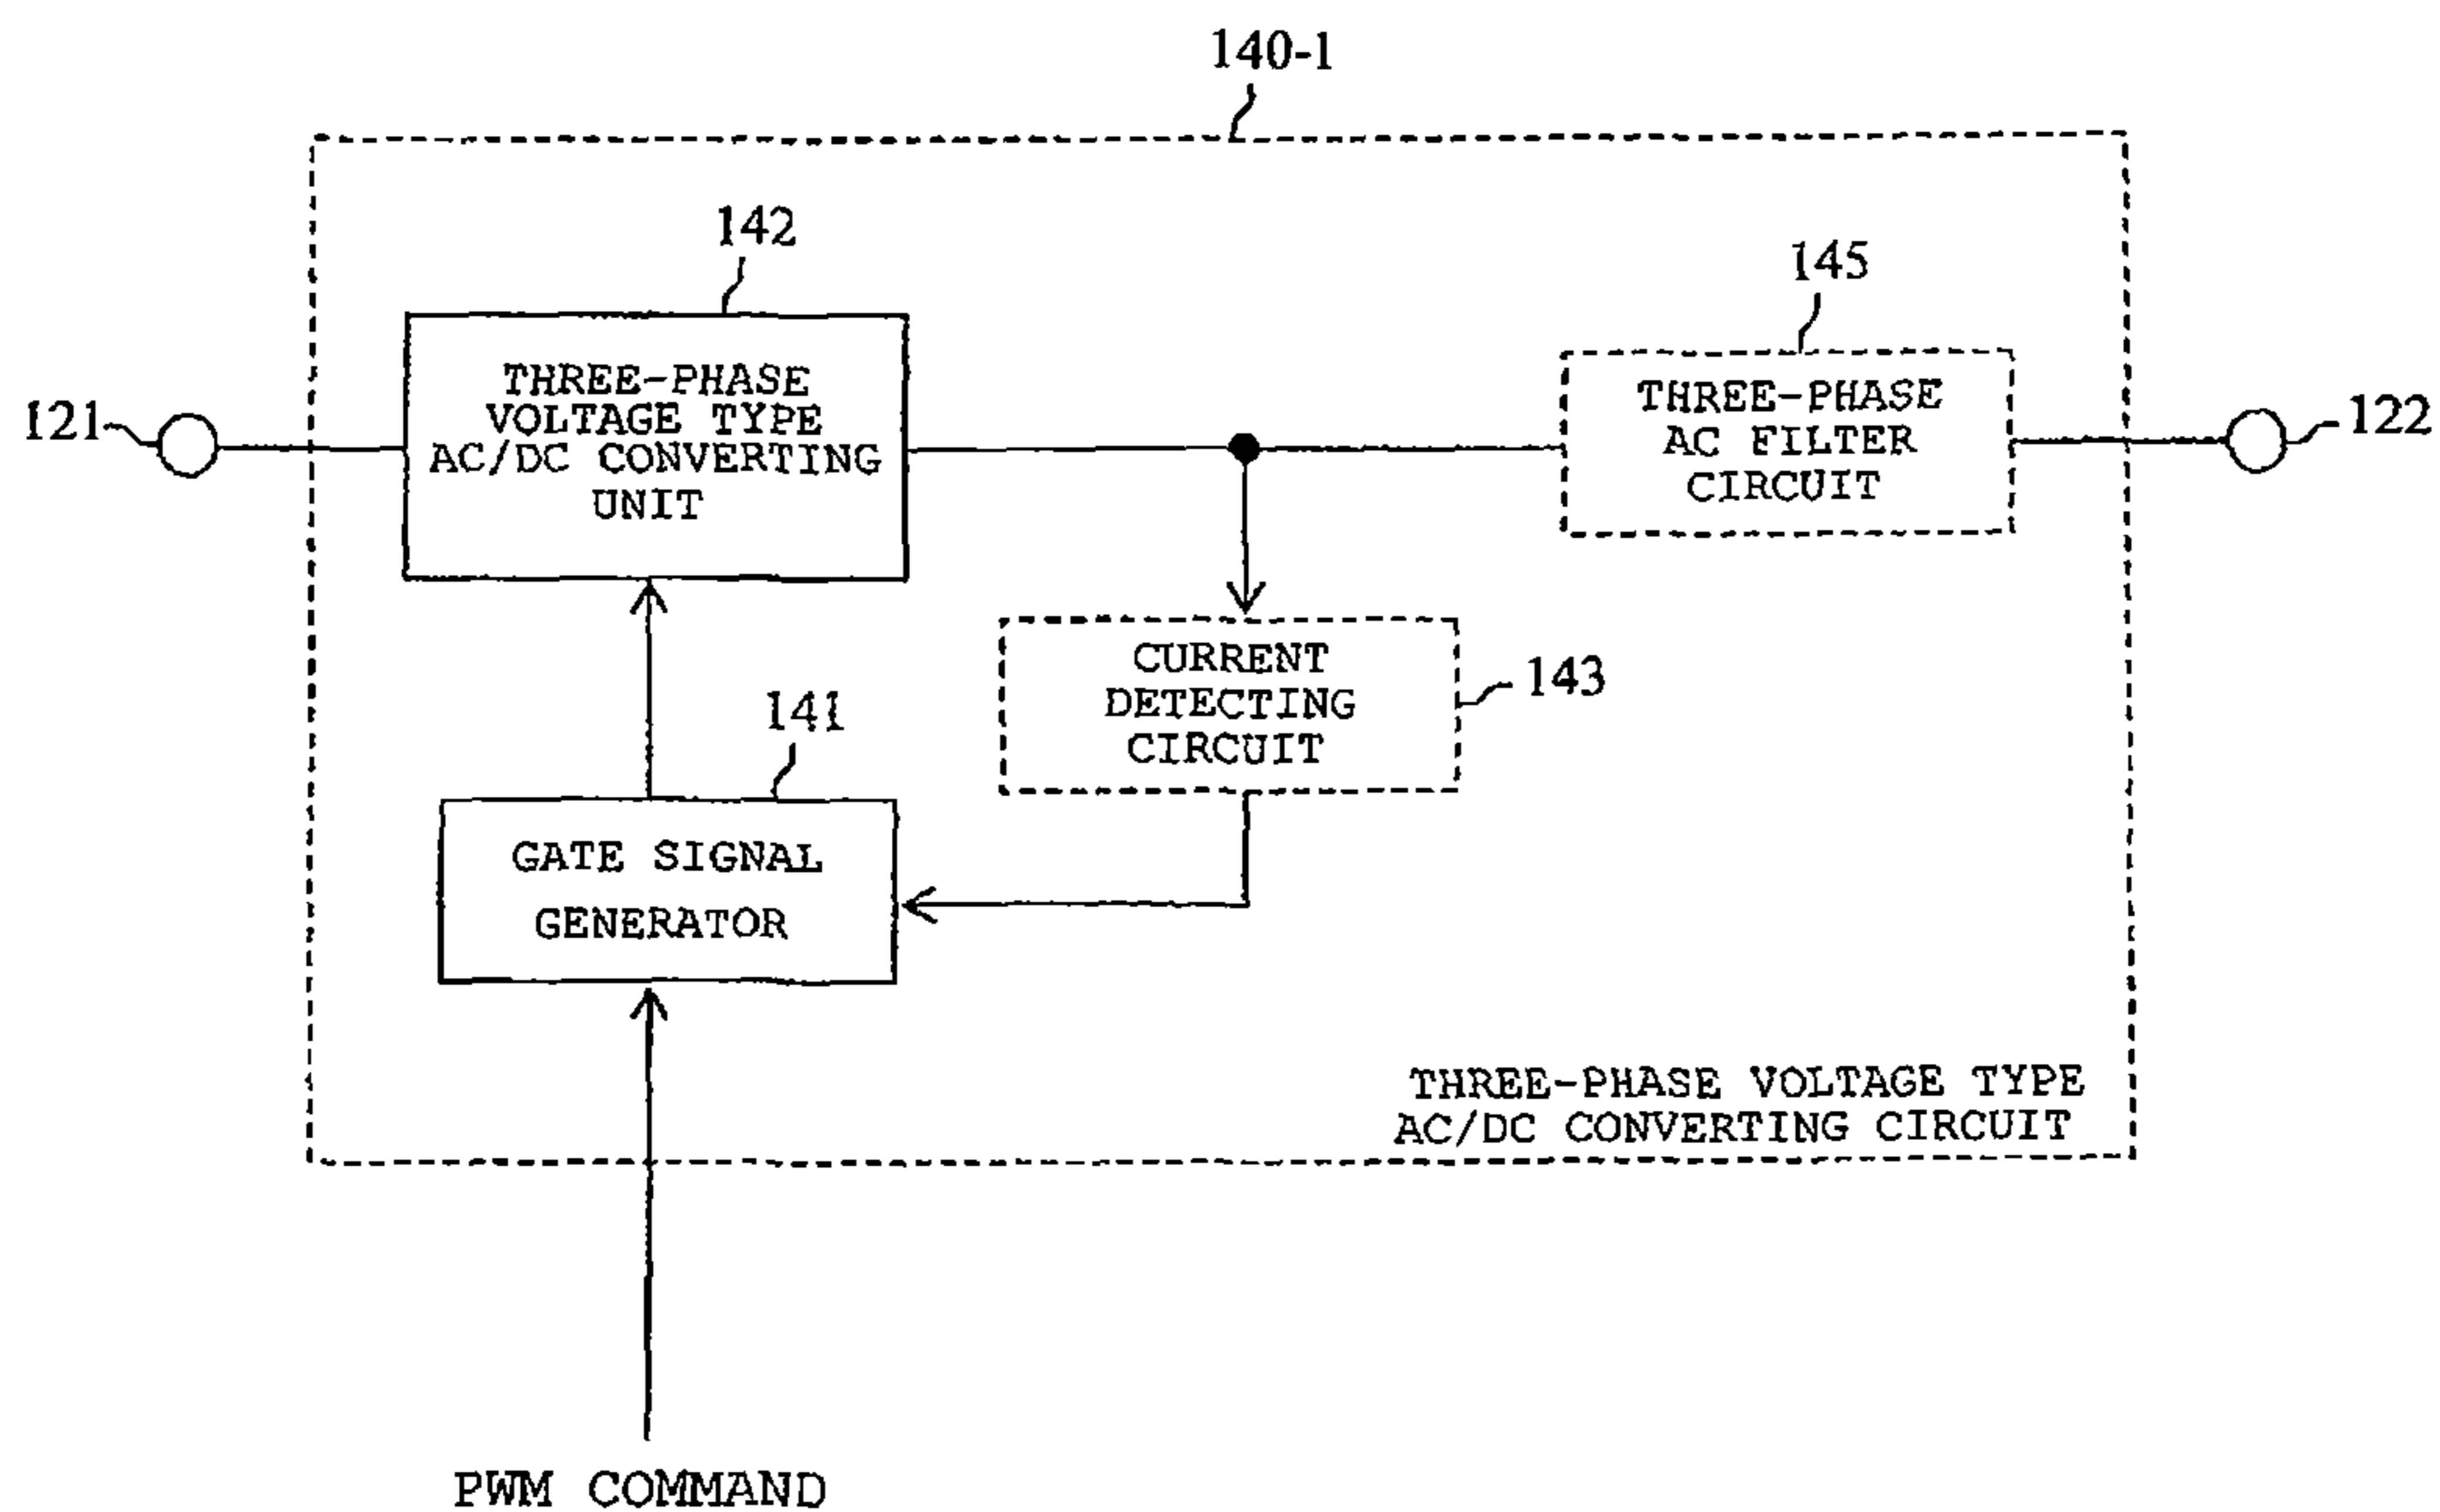 140-1
142
THREE-PHASE
VOLTAGE TYPE
AC/DC CONVERTING
UNIT
145
THREE-PHASE
AC FILTER
CIRCUIT
121
122
CURRENT
DETECTING
CIRCUIT
143
141
GATE SIGNAL
GENERATOR
THREE-PHASE VOLTAGE TYPE
AC/DC CONVERTING CIRCUIT
PWM COMMAND